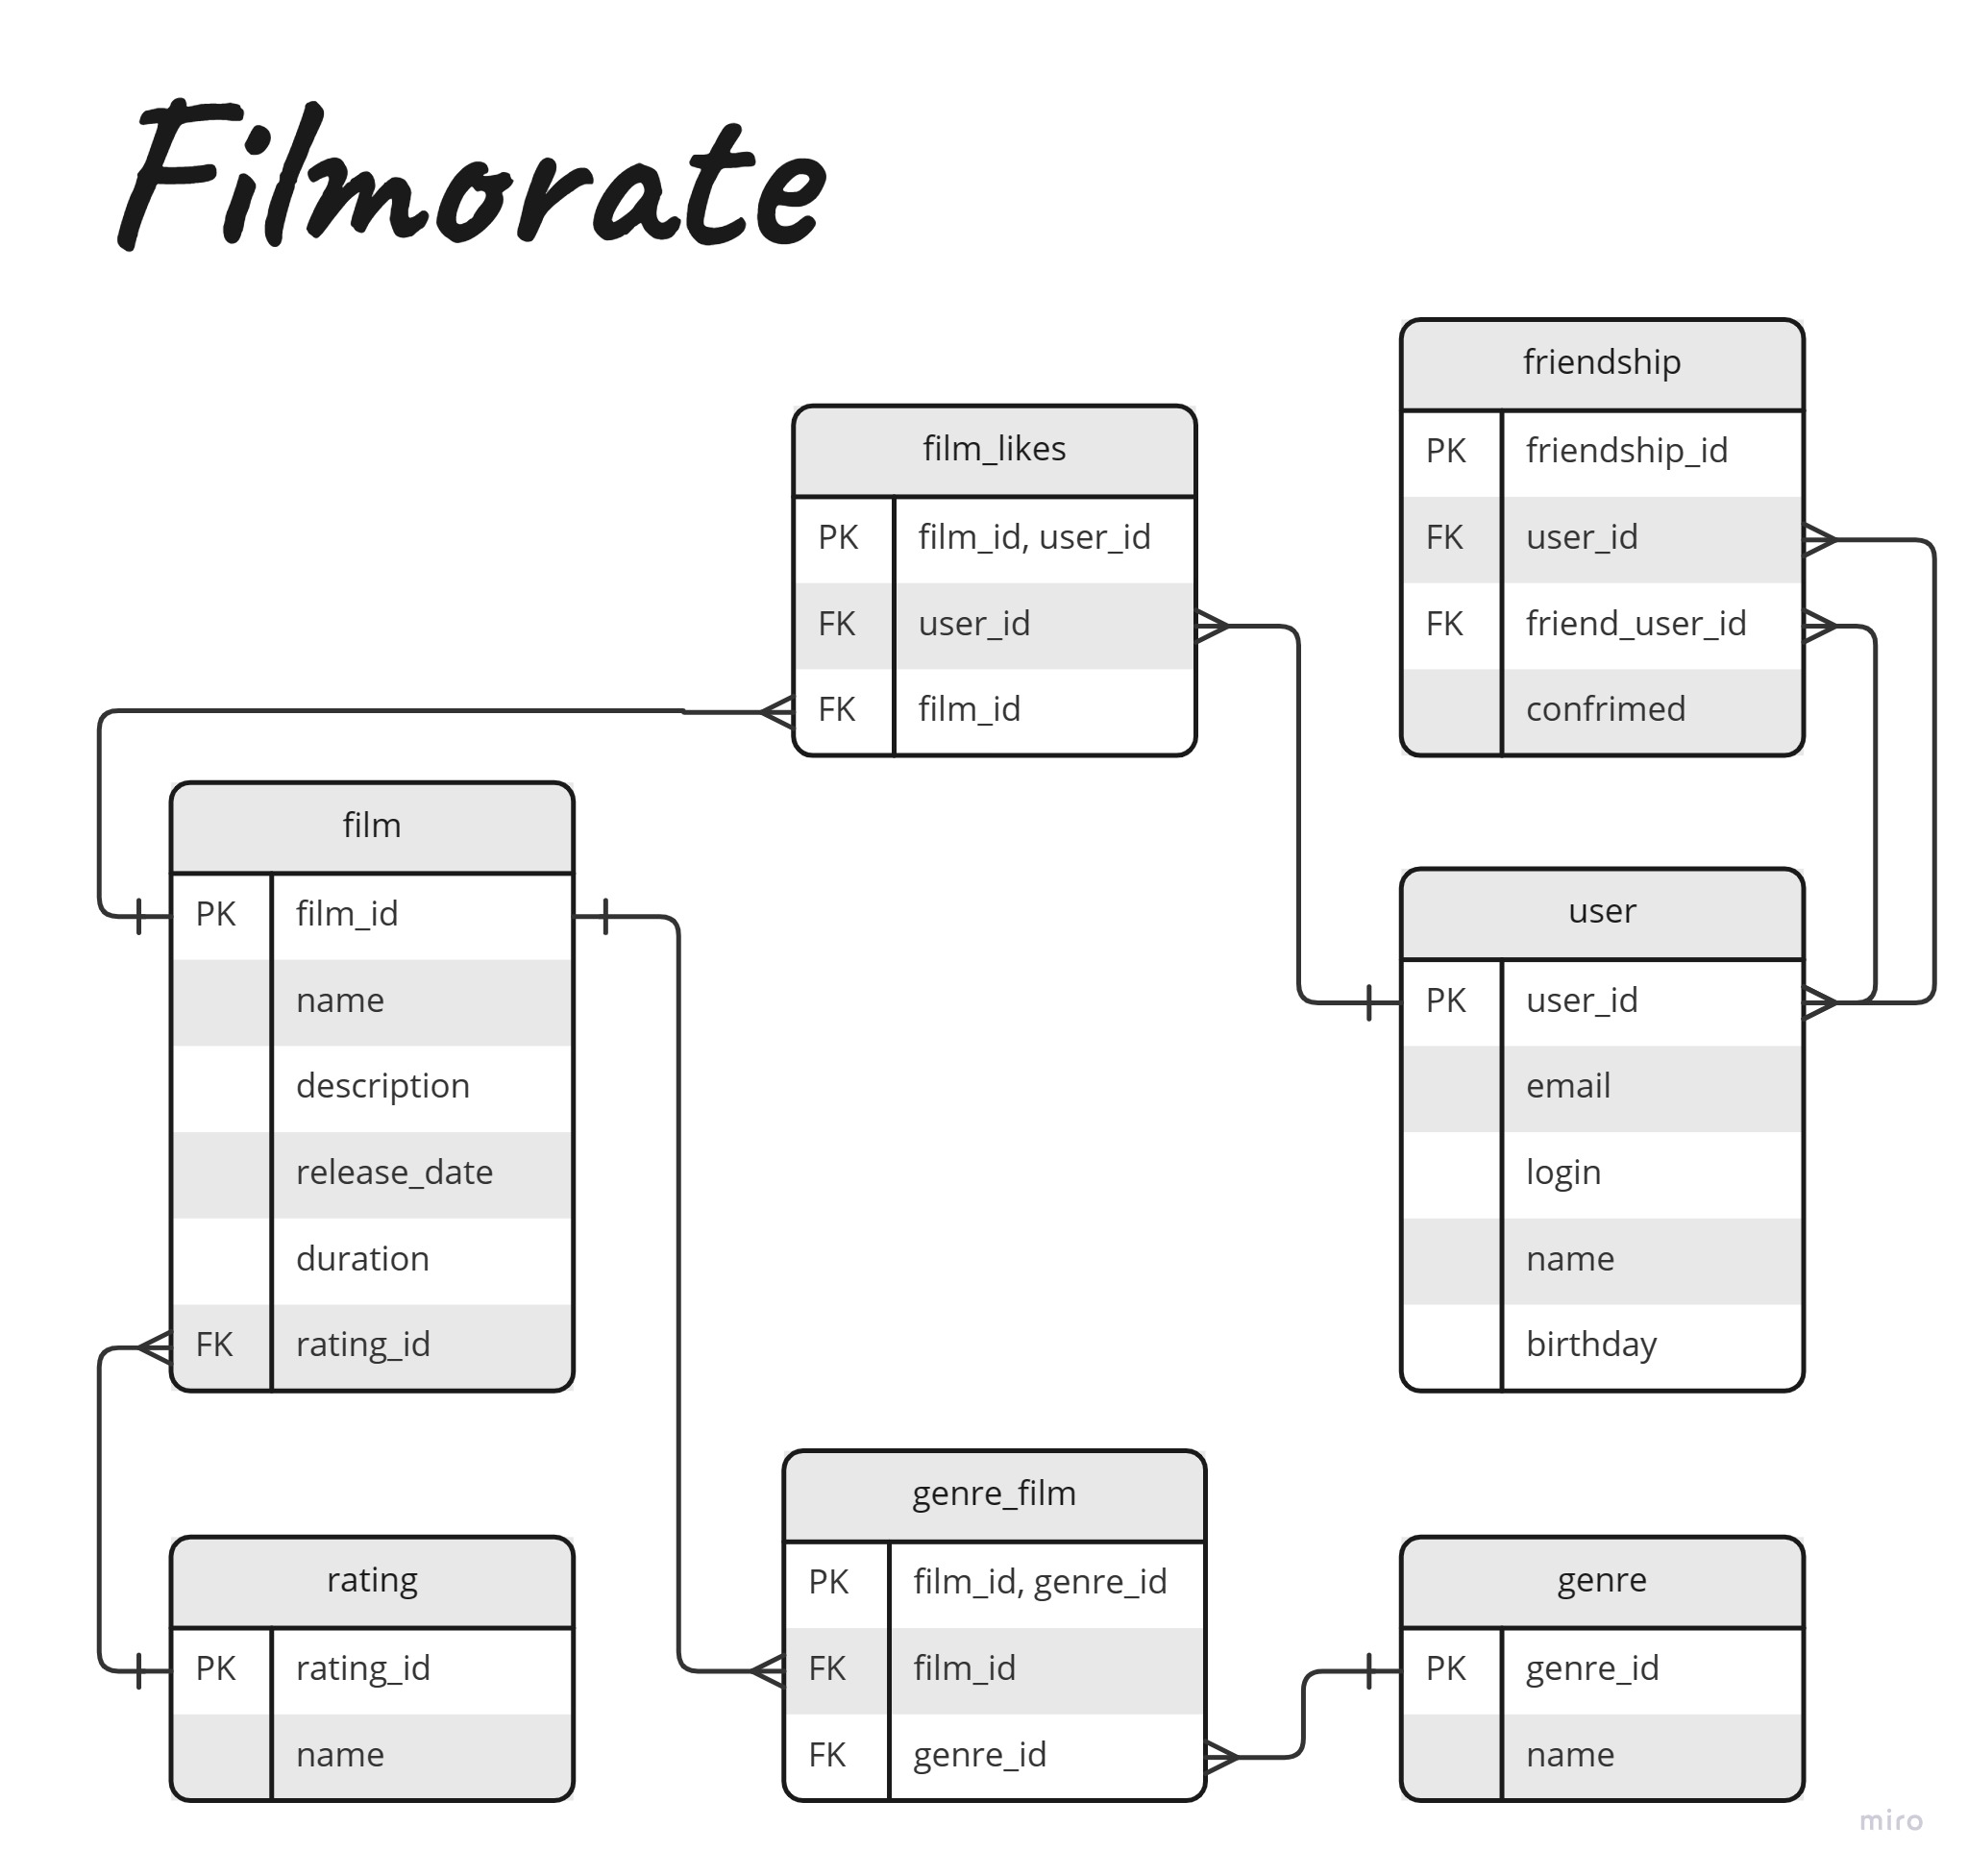 Filmorate
friendship
PK friendship_id
FK user_id
FK friend_user_id
confrimed
film_likes
PK film_id, user_id
FK user_id
FK film_id
film
PK film_id
name
description
release_date
duration
FK rating_id
user
PK user_id
email
login
name
birthday
rating
PK rating_id
name
genre_film
PK film_id, genre_id
FK film_id
FK genre_id
genre
PK genre_id
name
miro